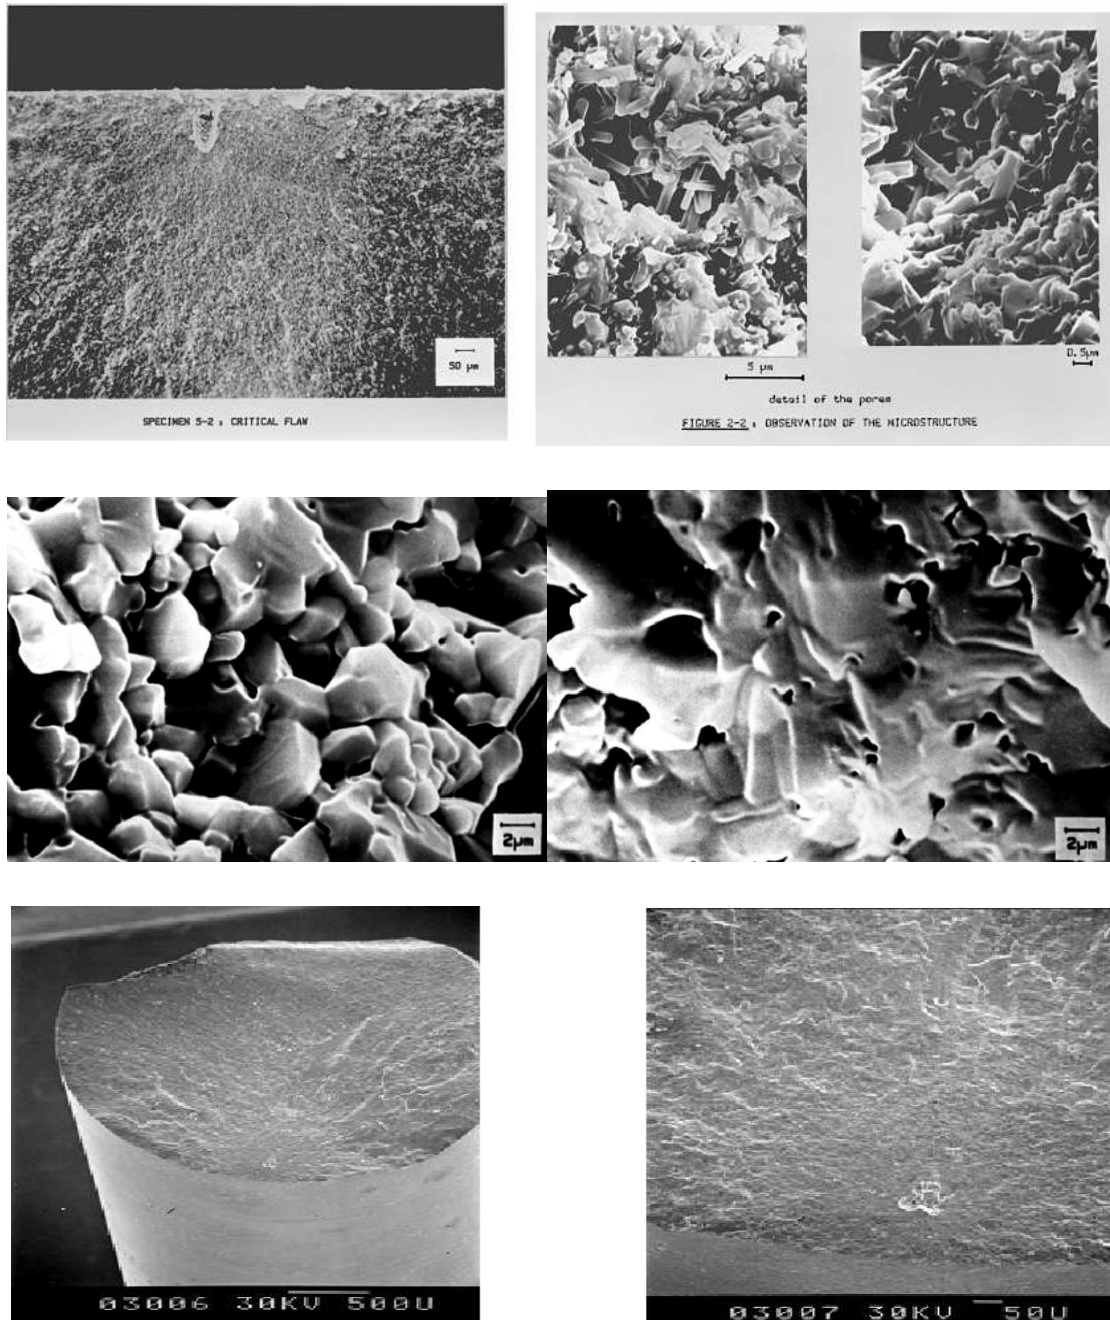 50 µm
SPECIMEN 5-2 : CRITICAL FLAW
5 µm
0.5µm
detail of the pores
FIGURE 2-2 : OBSERVATION OF THE MICROSTRUCTURE
2µm
2µm
03006 30KV 500U
03007 30KV 50U